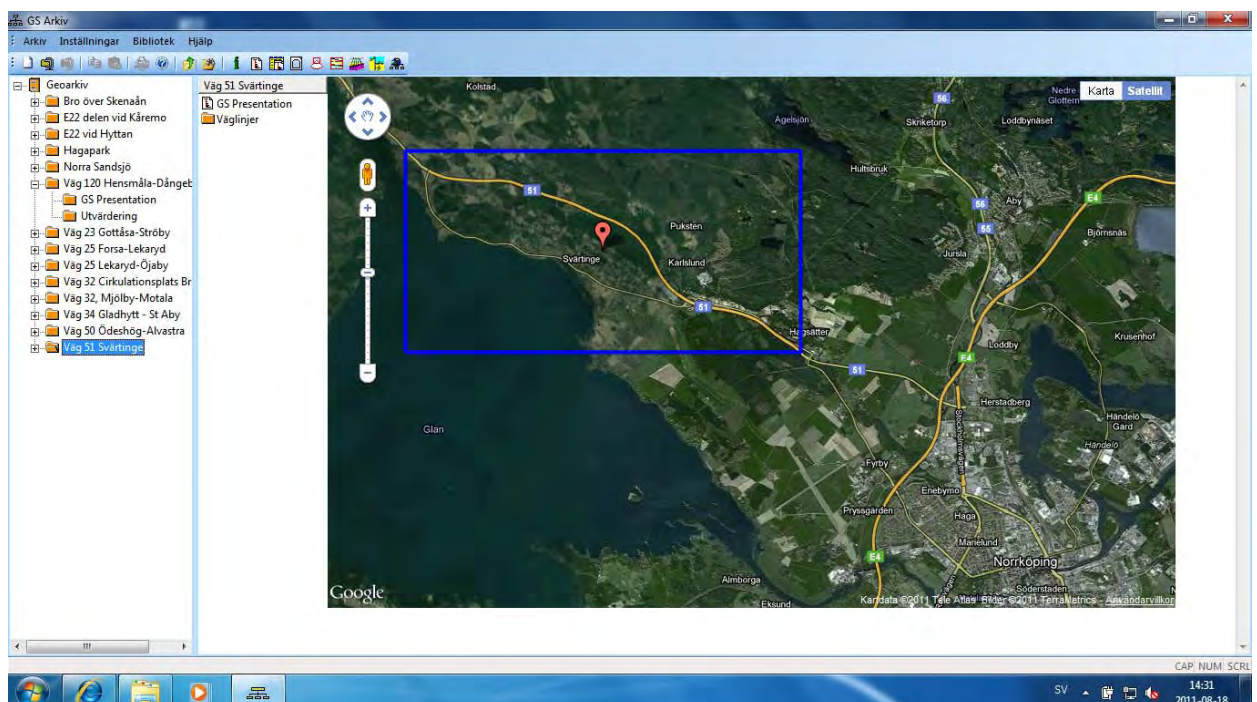 GS Arkiv
Arkiv Inställningar Bibliotek Hjälp
Geoarkiv
Bro över Skenaån
E22 delen vid Kåremo
E22 vid Hyttan
Hagapark
Norra Sandsjö
Väg 120 Hensmåla-Dångeb
GS Presentation
Utvärdering
Väg 23 Gottåsa-Ströby
Väg 25 Forsa-Lekaryd
Väg 25 Lekaryd-Öjaby
Väg 32 Cirkulationsplats Br
Väg 32, Mjölby-Motala
Väg 34 Gladhytt - St Aby
Väg 50 Ödeshög-Alvastra
Väg 51 Svärtinge
Väg 51 Svärtinge
GS Presentation
Väglinjer
Kolstad
Nedre Glottern
Karta Satellit
56
Agelsjön
Skriketorp
Loddbynäset
Hultsbruk
51
56
Aby
E4
Puksten
55
Björnsnäs
Svärtinge
Karlslund
Jursla
51
Hagsätter
Loddby
Krusenhof
E4
51
Herstadberg
Händelö Gård
Glan
Stockholmsvägen
Händelö
Fyrby
Enebymo
Pryssgården
Haga
Marielund
E4
Norrköping
Almborga
Söderstaden
Google
Eksund
Kartdata ©2011 Tele Atlas Bilder ©2011 TerraMetrics - Användarvillkor
CAP NUM SCRL
SV
14:31
2011-08-18